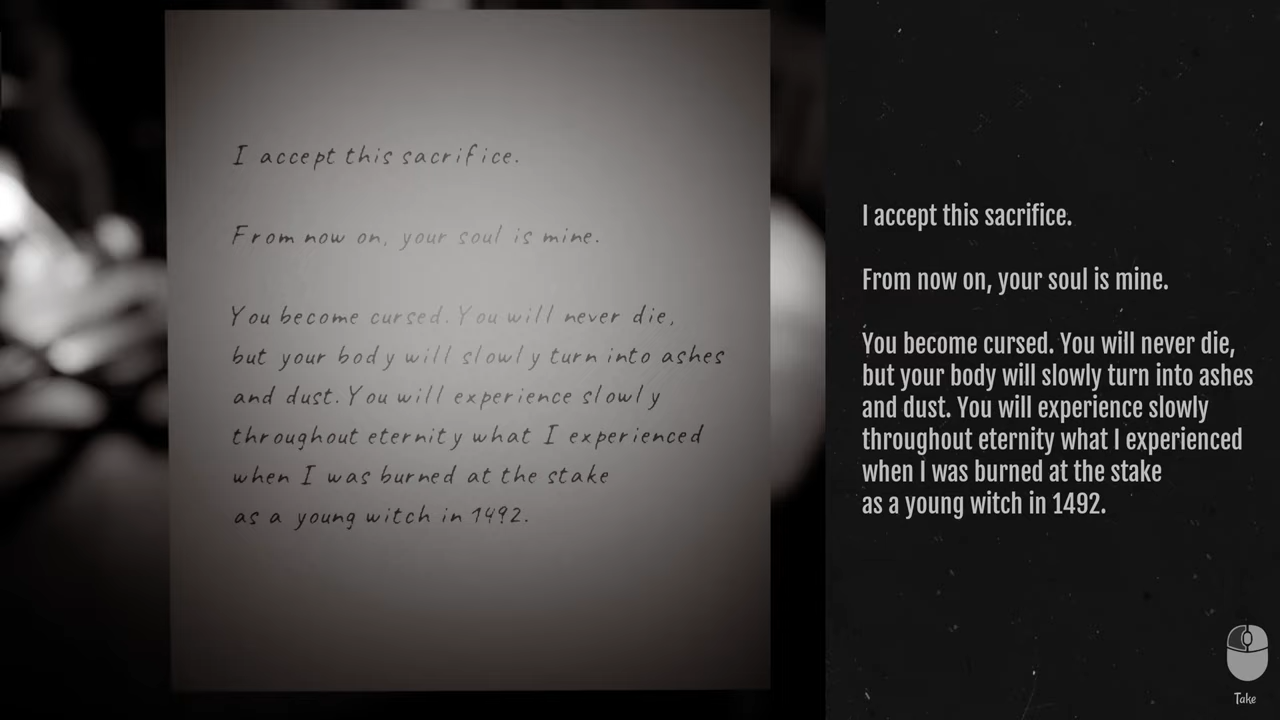 I accept this sacrifice.
From now on, your soul is mine.
You become cursed. You will never die,
but your body will slowly turn into ashes
and dust. You will experience slowly
throughout eternity what I experienced
when I was burned at the stake
as a young witch in 1492.
I accept this sacrifice.
From now on, your soul is mine.
You become cursed. You will never die,
but your body will slowly turn into ashes
and dust. You will experience slowly
throughout eternity what I experienced
when I was burned at the stake
as a young witch in 1492.
Take